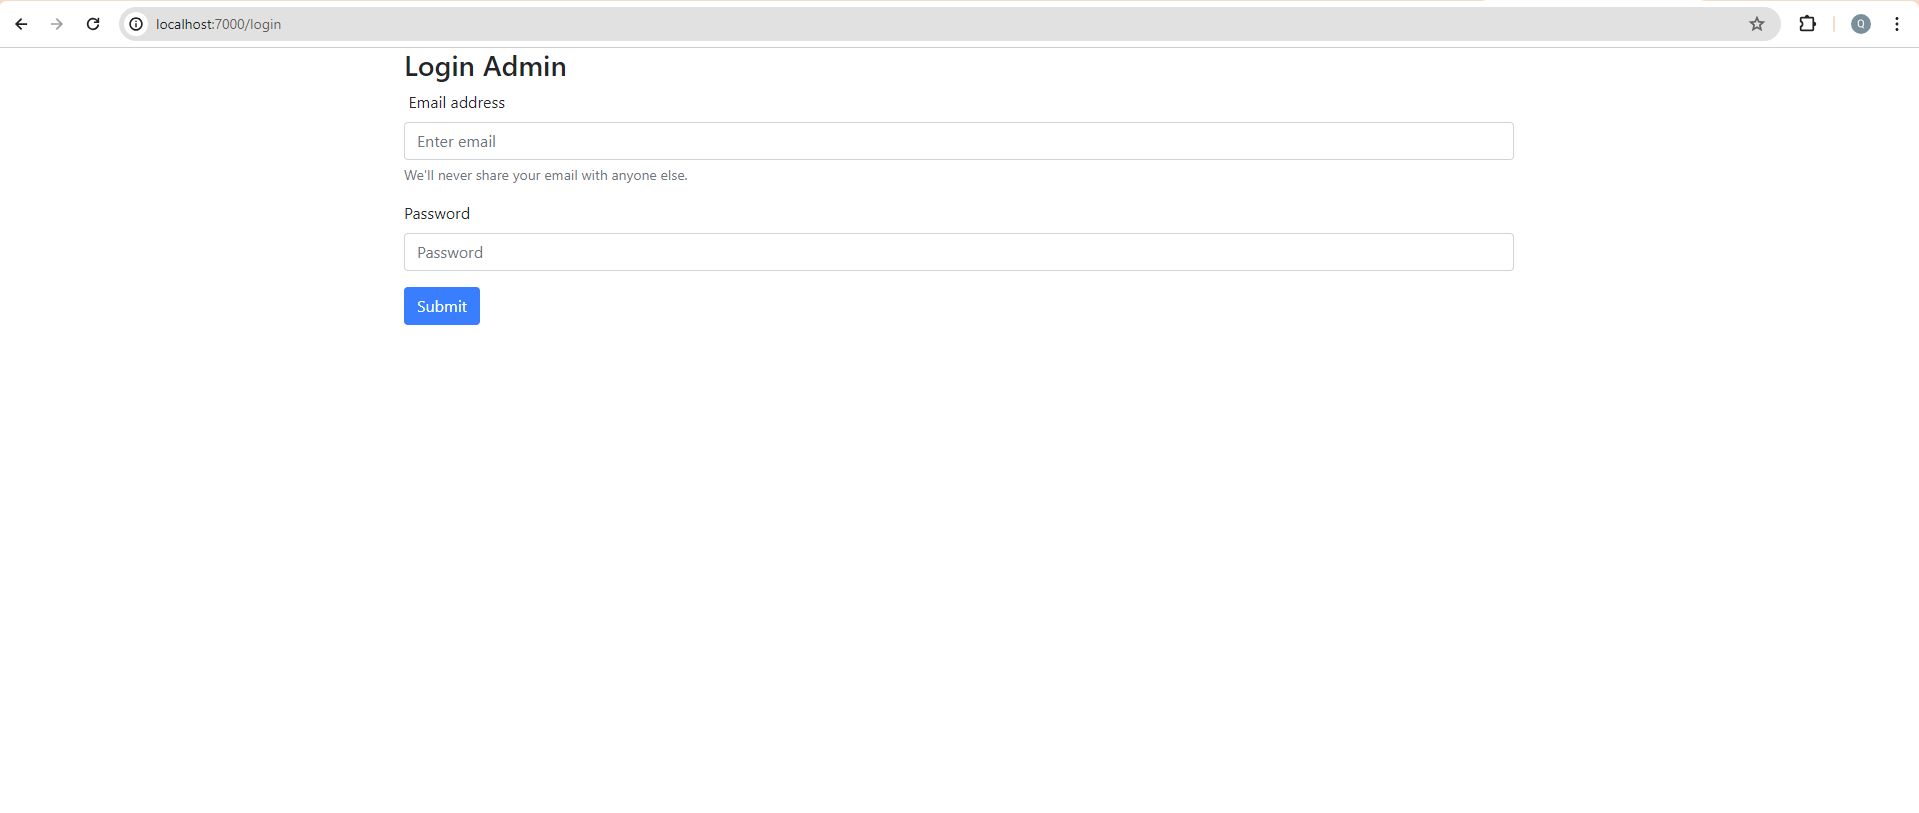 localhost:7000/login
Q
Login Admin
Email address
Enter email
We'll never share your email with anyone else.
Password
Password
Submit